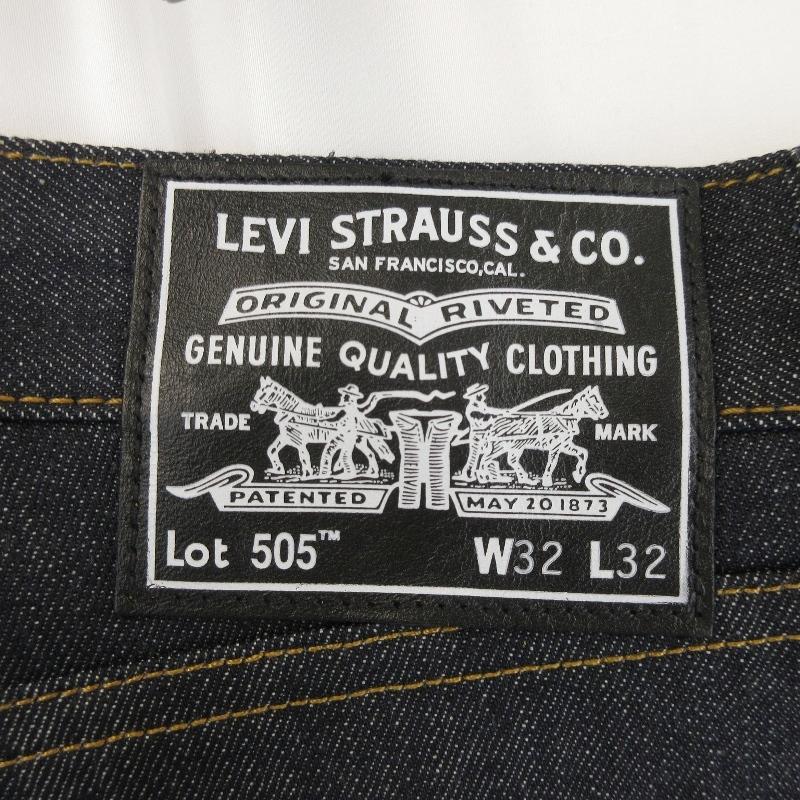 LEVI STRAUSS & CO.
SAN FRANCISCO, CAL.
ORIGINAL RIVETED
GENUINE QUALITY CLOTHING
TRADE MARK
PATENTED MAY 20 1873
Lot 505™ W32 L32